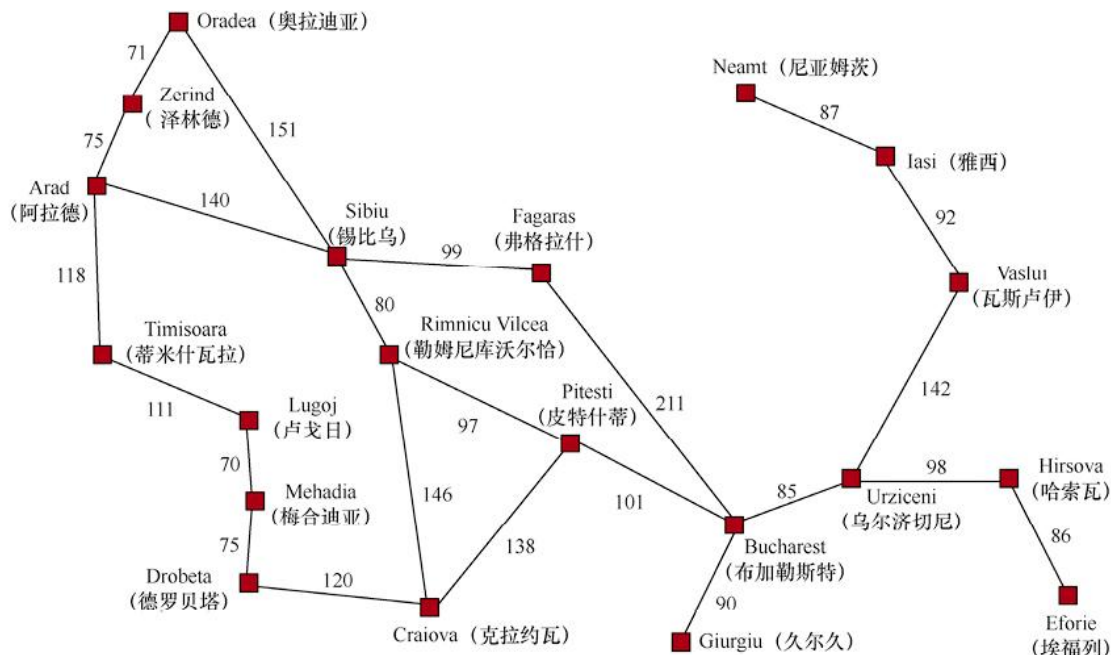 Oradea（奥拉迪亚）
71
Neamt（尼亚姆茨）
Zerind
（泽林德）
87
75
151
Iasi（雅西）
Arad
（阿拉德）
140
Sibiu
（锡比乌）
Fagaras
（弗格拉什）
92
99
118
Vaslui
（瓦斯卢伊）
80
Timisoara
（蒂米什瓦拉）
Rimnicu Vilcea
（勒姆尼库沃尔恰）
142
Pitesti
（皮特什蒂）
111
Lugoj
（卢戈日）
97
211
70
Mehadia
（梅合迪亚）
146
101
85
98
Hirsova
（哈索瓦）
Urziceni
（乌尔济切尼）
75
138
86
Drobeta
（德罗贝塔）
120
Bucharest
（布加勒斯特）
90
Craiova（克拉约瓦）
Giurgiu（久尔久）
Eforie
（埃福列）